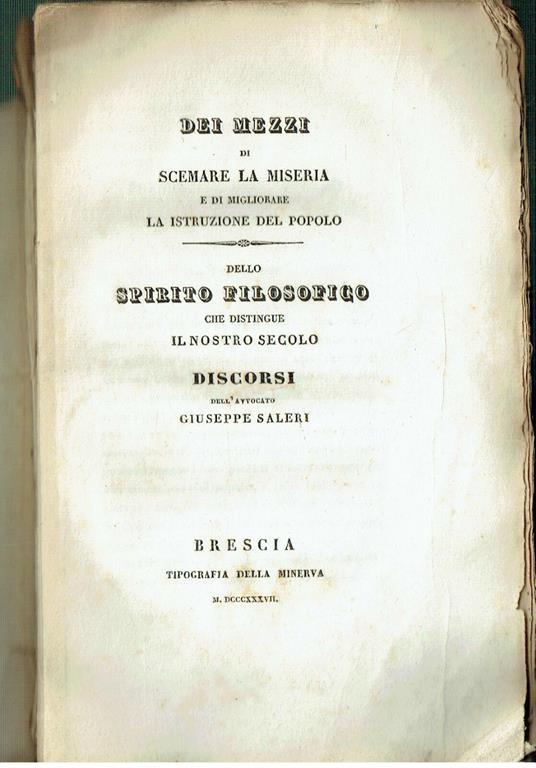 DEI MEZZI
DI
SCEMARE LA MISERIA
E DI MIGLIORARE
LA ISTRUZIONE DEL POPOLO
DELLO
SPIRITO FILOSOFICO
CHE DISTINGUE
IL NOSTRO SECOLO
DISCORSI
DELL'AVVOCATO
GIUSEPPE SALERI
BRESCIA
TIPOGRAFIA DELLA MINERVA
M. DCCCXXXVII.